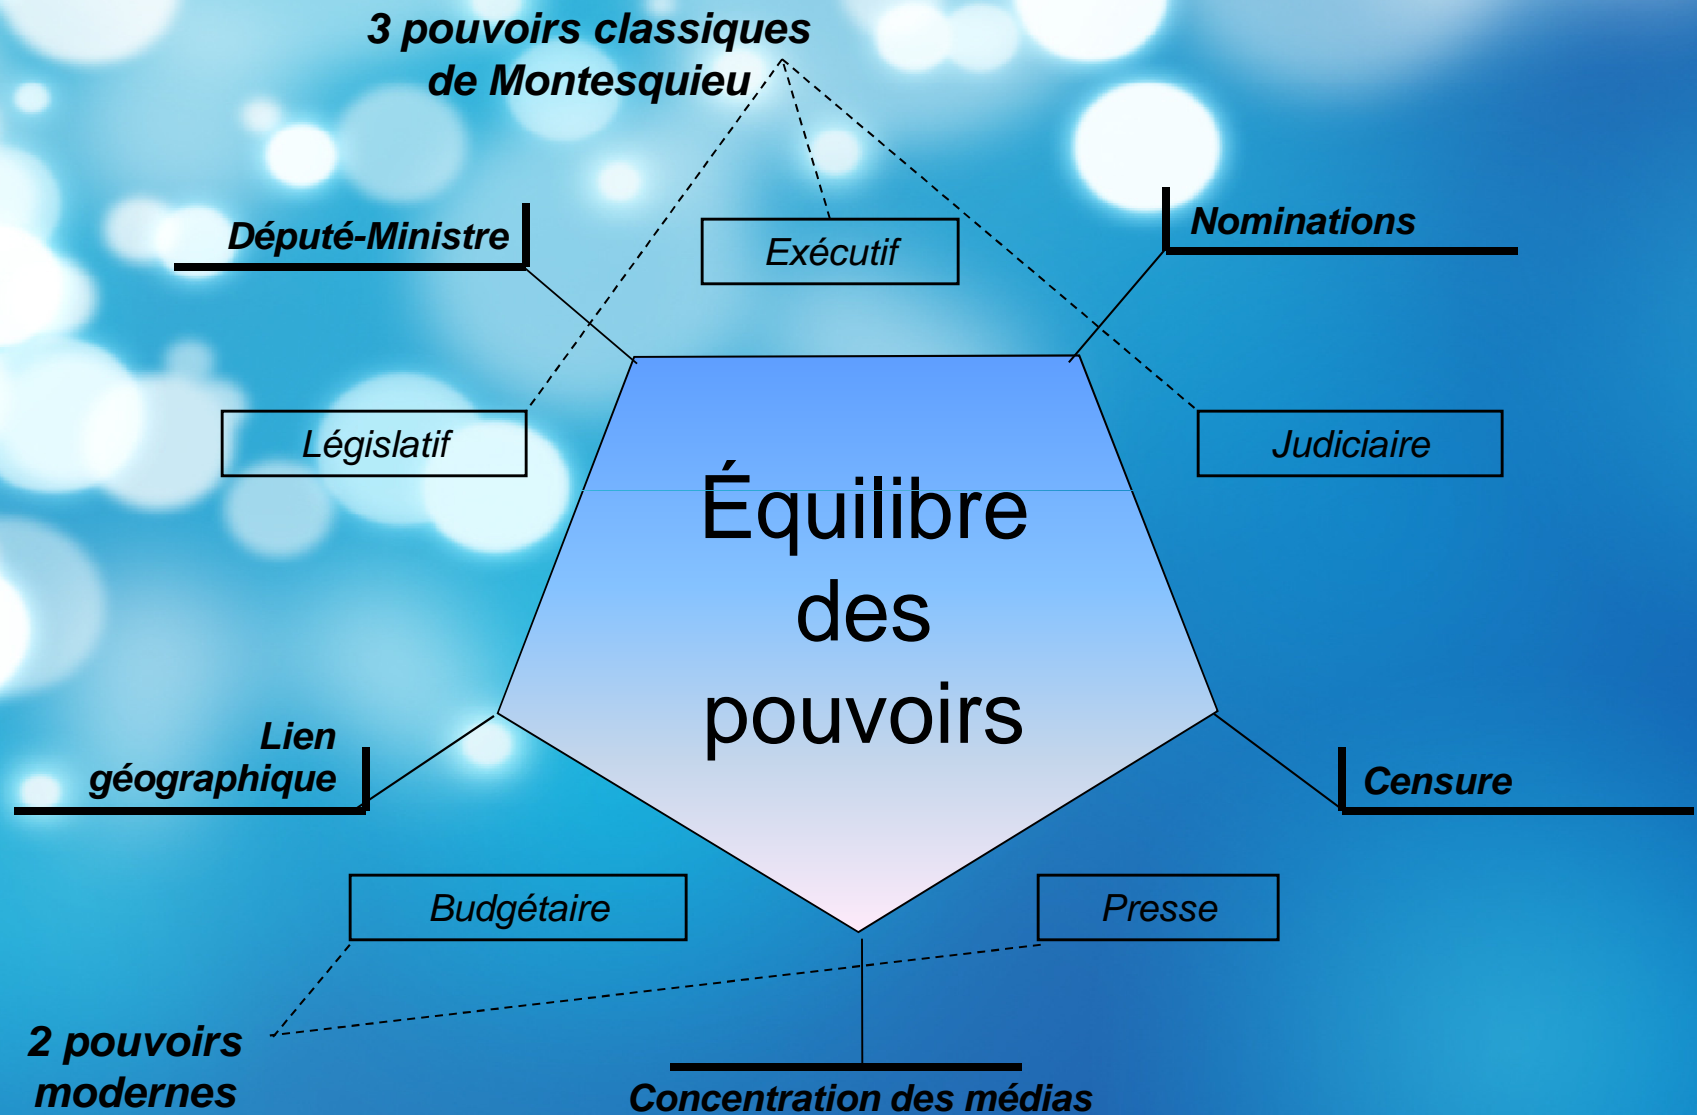 3 pouvoirs classiques
de Montesquieu
Député-Ministre
Exécutif
Nominations
Législatif
Judiciaire
Équilibre
des
pouvoirs
Lien
géographique
Censure
Budgétaire
Presse
2 pouvoirs
modernes
Concentration des médias